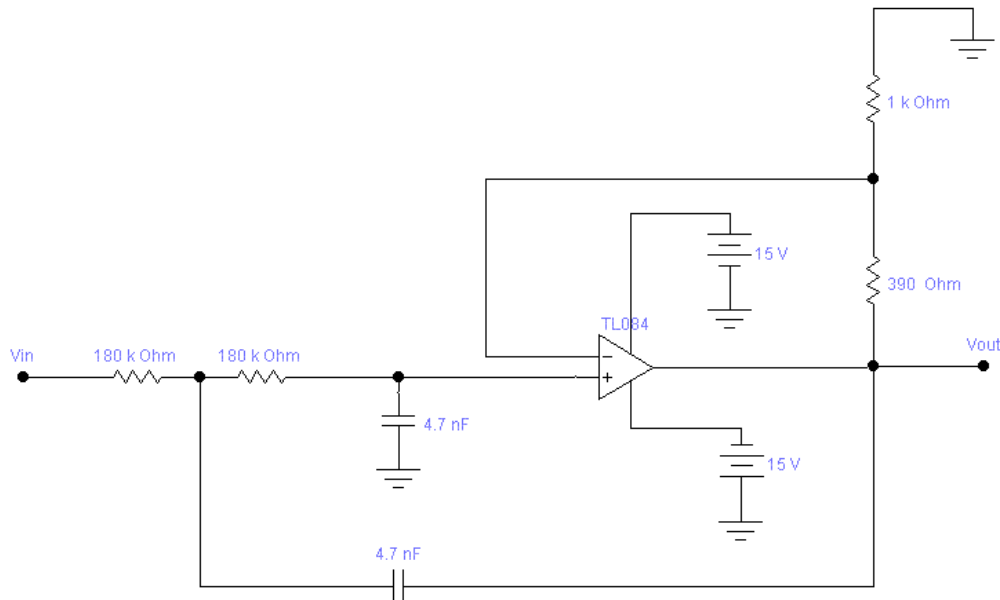 1 k Ohm
15 V
390 Ohm
TL084
Vin
180 k Ohm
180 k Ohm
Vout
4.7 nF
15 V
4.7 nF